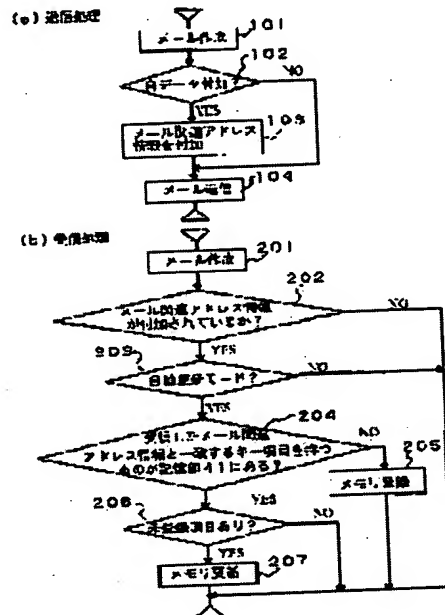 (a) 送信処理
101
メール作成
102
自データ付加?
NO
YES
103
メール関連アドレス
情報を付加
104
メール送信
(b) 受信処理
201
メール作成
202
メール関連アドレス情報
が付加されているか?
NO
YES
203
自動更新モード?
NO
YES
204
受信したメール関連
アドレス情報と一致するキー項目を持つ
ものが記憶部41にある?
NO
205
メモリ登録
YES
206
未登録項目あり?
NO
YES
207
メモリ更新